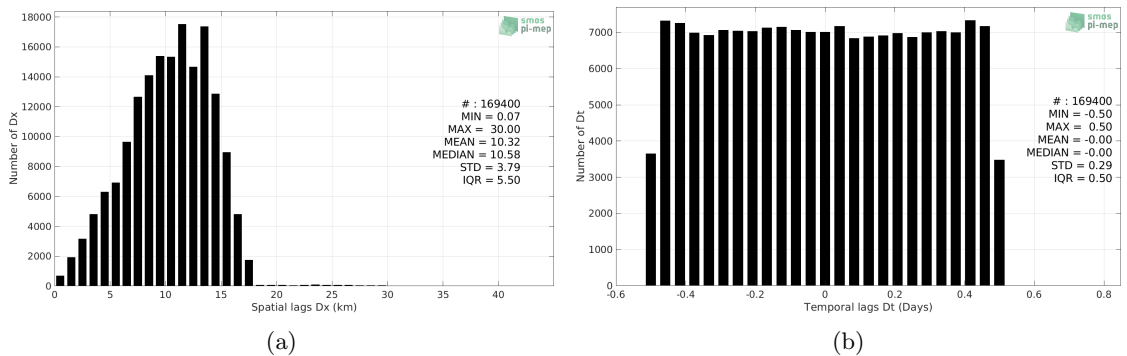 18000
16000
14000
12000
10000
8000
6000
4000
2000
0
Number of Dx
0 5 10 15 20 25 30 35 40
Spatial lags Dx (km)
smos
pi-mep
# : 169400
MIN = 0.07
MAX = 30.00
MEAN = 10.32
MEDIAN = 10.58
STD = 3.79
IQR = 5.50
(a)
7000
6000
5000
4000
3000
2000
1000
0
Number of Dt
-0.6 -0.4 -0.2 0 0.2 0.4 0.6 0.8
Temporal lags Dt (Days)
smos
pi-mep
# : 169400
MIN = -0.50
MAX = 0.50
MEAN = -0.00
MEDIAN = -0.00
STD = 0.29
IQR = 0.50
(b)